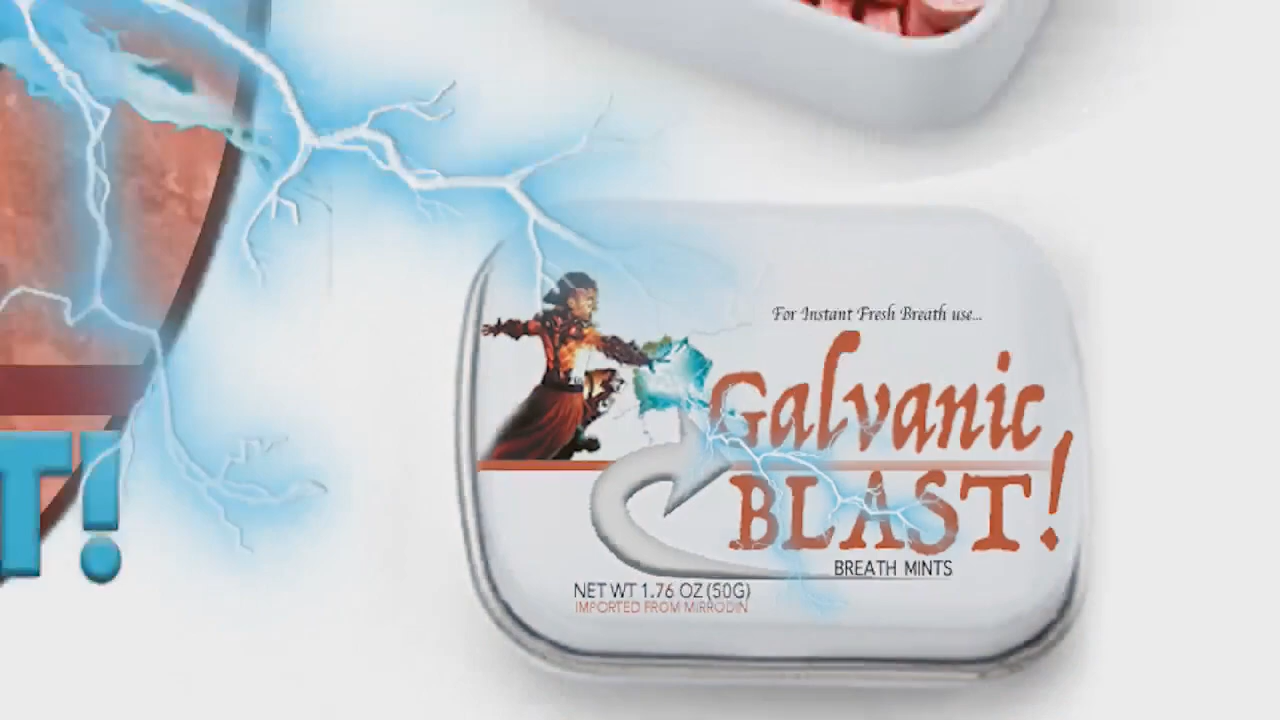 For Instant Fresh Breath use...
Galvanic
BLAST!
T!
BREATH MINTS
NET WT 1.76 OZ (50G)
IMPORTED FROM MIRRODIN